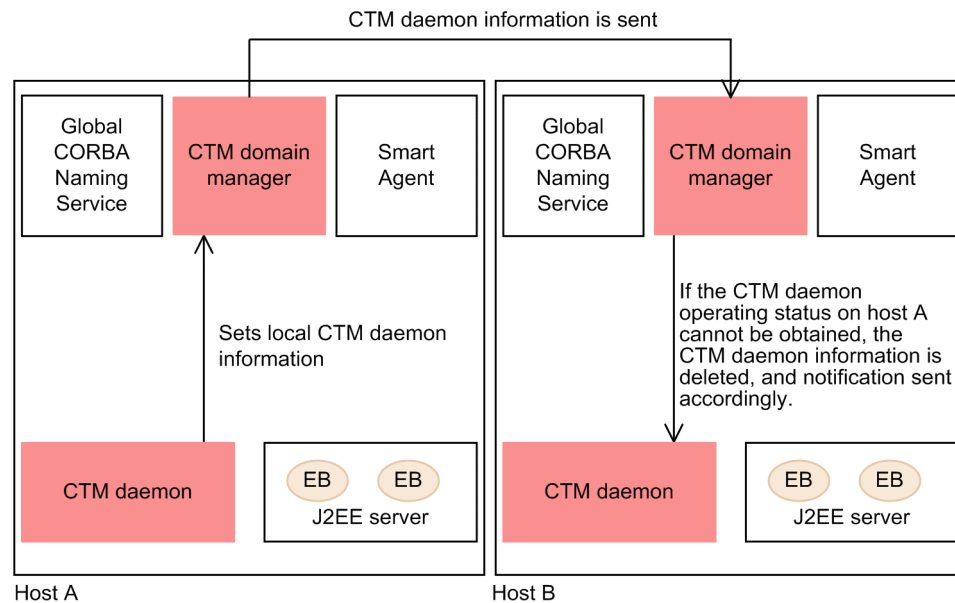 CTM daemon information is sent
Global
CORBA
Naming
Service
CTM domain
manager
Smart
Agent
Sets local CTM daemon
information
CTM daemon
EB
EB
J2EE server
Host A
Global
CORBA
Naming
Service
CTM domain
manager
Smart
Agent
If the CTM daemon
operating status on host A
cannot be obtained, the
CTM daemon information is
deleted, and notification sent
accordingly.
CTM daemon
EB
EB
J2EE server
Host B